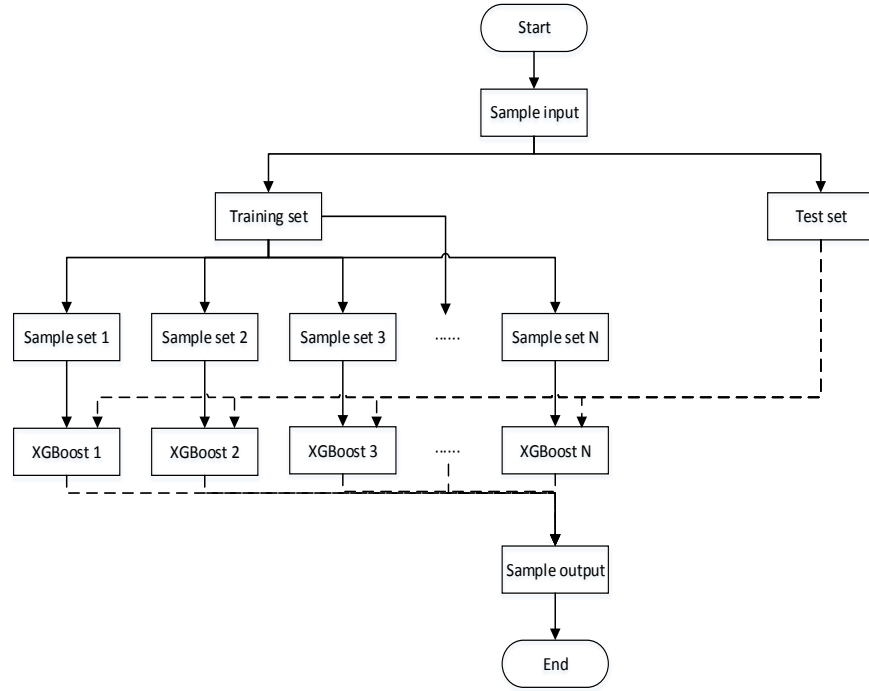 Start
Sample input
Training set
Test set
Sample set 1
Sample set 2
Sample set 3
......
Sample set N
XGBoost 1
XGBoost 2
XGBoost 3
......
XGBoost N
Sample output
End